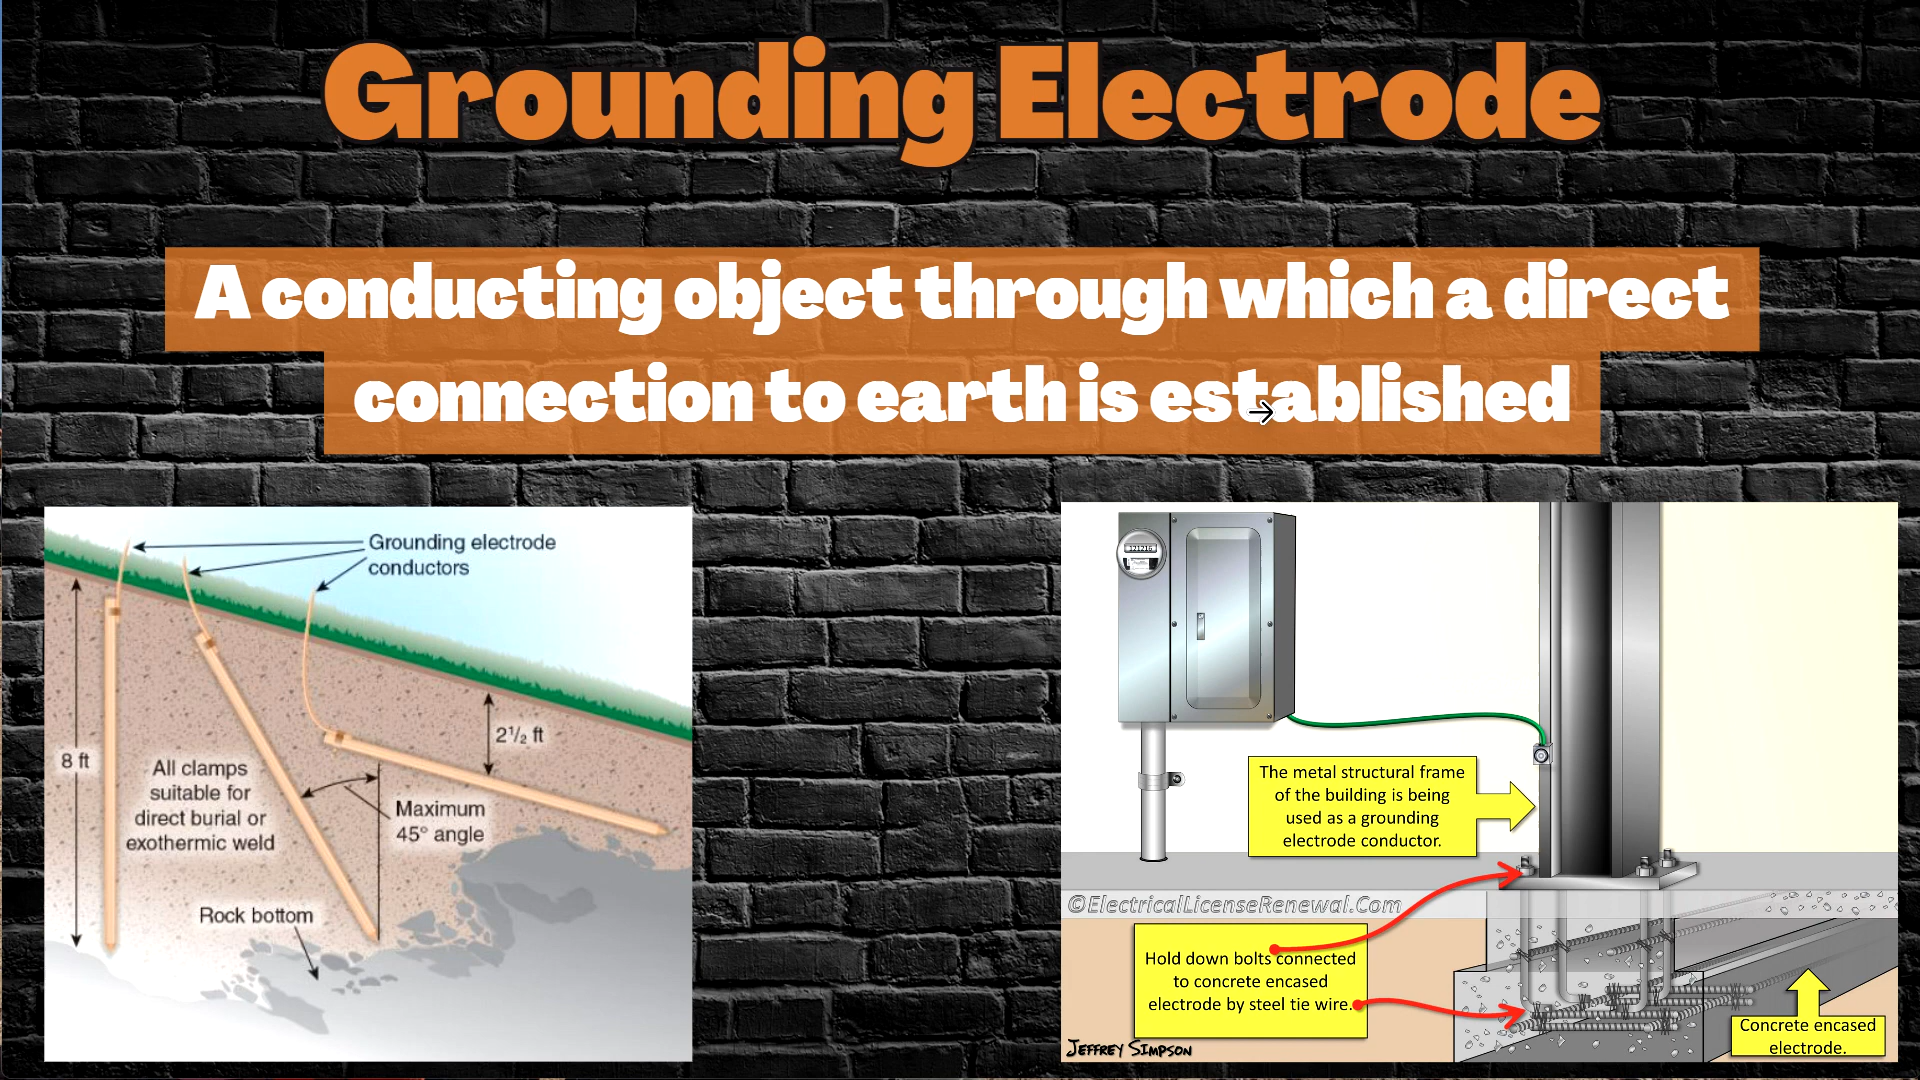 Grounding Electrode
A conducting object through which a direct
connection to earth is established
Grounding electrode
conductors
8 ft
2 1/2 ft
All clamps
suitable for
direct burial or
exothermic weld
Maximum
45° angle
Rock bottom
The metal structural frame
of the building is being
used as a grounding
electrode conductor.
©ElectricalLicenseRenewal.Com
Hold down bolts connected
to concrete encased
electrode by steel tie wire.
Concrete encased
electrode.
Jeffrey Simpson